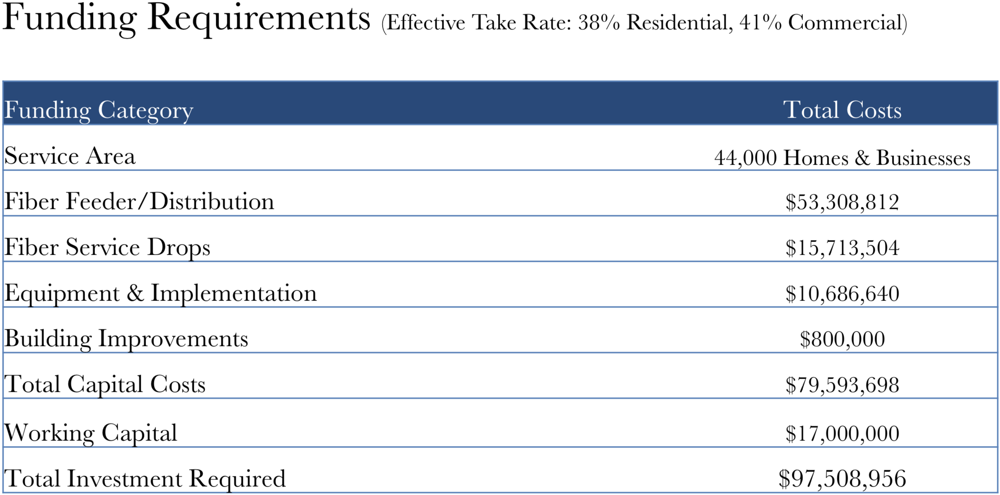 Funding Requirements (Effective Take Rate: 38% Residential, 41% Commercial)
Funding Category Total Costs
Service Area 44,000 Homes & Businesses
Fiber Feeder/Distribution $53,308,812
Fiber Service Drops $15,713,504
Equipment & Implementation $10,686,640
Building Improvements $800,000
Total Capital Costs $79,593,698
Working Capital $17,000,000
Total Investment Required $97,508,956